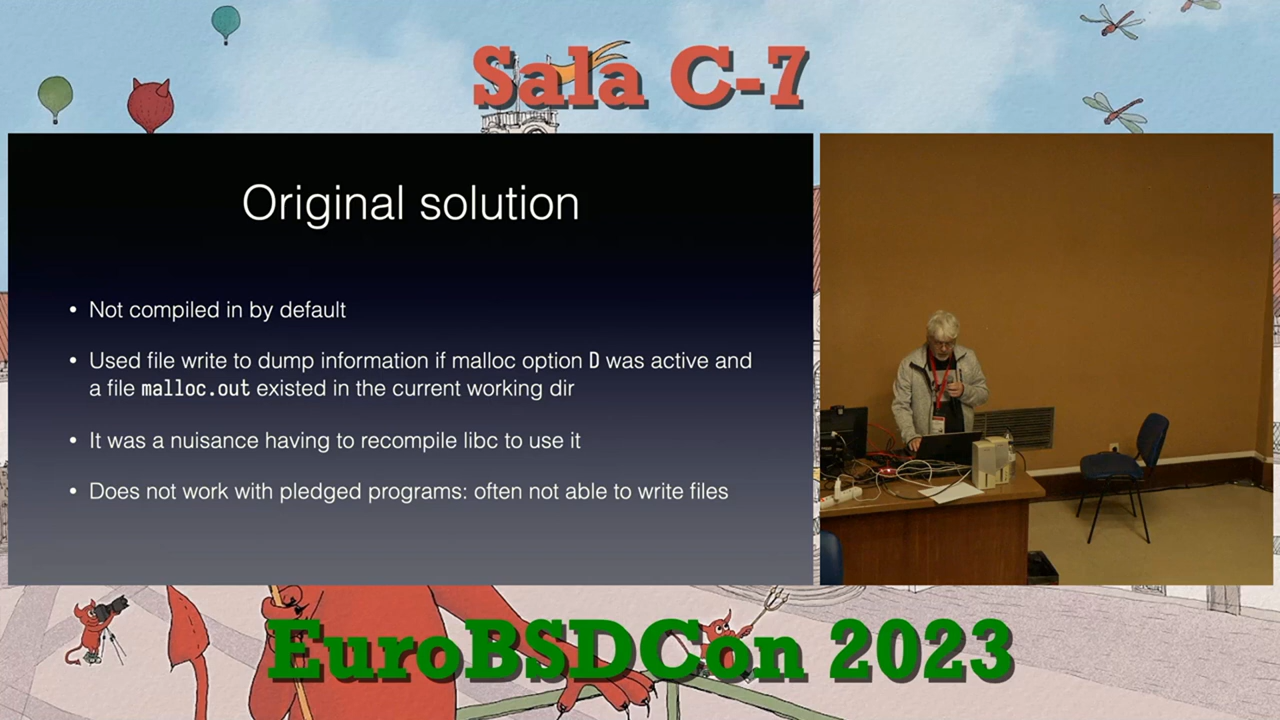 Sala C-7
Original solution
• Not compiled in by default
• Used file write to dump information if malloc option D was active and
a file malloc.out existed in the current working dir
• It was a nuisance having to recompile libc to use it
• Does not work with pledged programs: often not able to write files
EuroBSDCon 2023